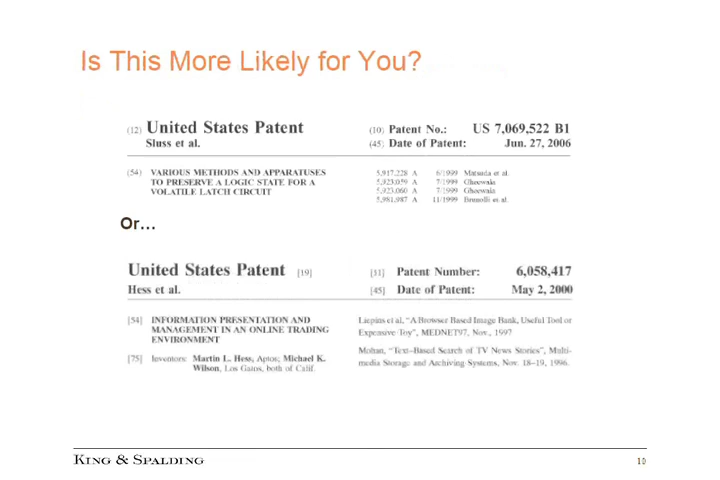 Is This More Likely for You?
(12) United States Patent
Sluss et al.
(10) Patent No.: US 7,069,522 B1
(45) Date of Patent: Jun. 27, 2006
(54) VARIOUS METHODS AND APPARATUSES
TO PRESERVE A LOGIC STATE FOR A
VOLATILE LATCH CIRCUIT
5,917,228 A 6/1999 Matsuda et al.
5,923,059 A 7/1999 Gheewala
5,923,060 A 7/1999 Gheewala
5,981,987 A 11/1999 Brunolli et al.
Or...
United States Patent [19]
Hess et al.
[11] Patent Number: 6,058,417
[45] Date of Patent: May 2, 2000
[54] INFORMATION PRESENTATION AND
MANAGEMENT IN AN ONLINE TRADING
ENVIRONMENT
[75] Inventors: Martin L. Hess, Aptos; Michael K.
Wilson, Los Gatos, both of Calif.
Liepins et al, "A Browser Based Image Bank, Useful Tool or
Expensive Toy", MEDNET97, Nov., 1997
Mohan, "Text–Based Search of TV News Stories", Multi-
media Storage and Archiving Systems, Nov. 18–19, 1996.
KING & SPALDING
10